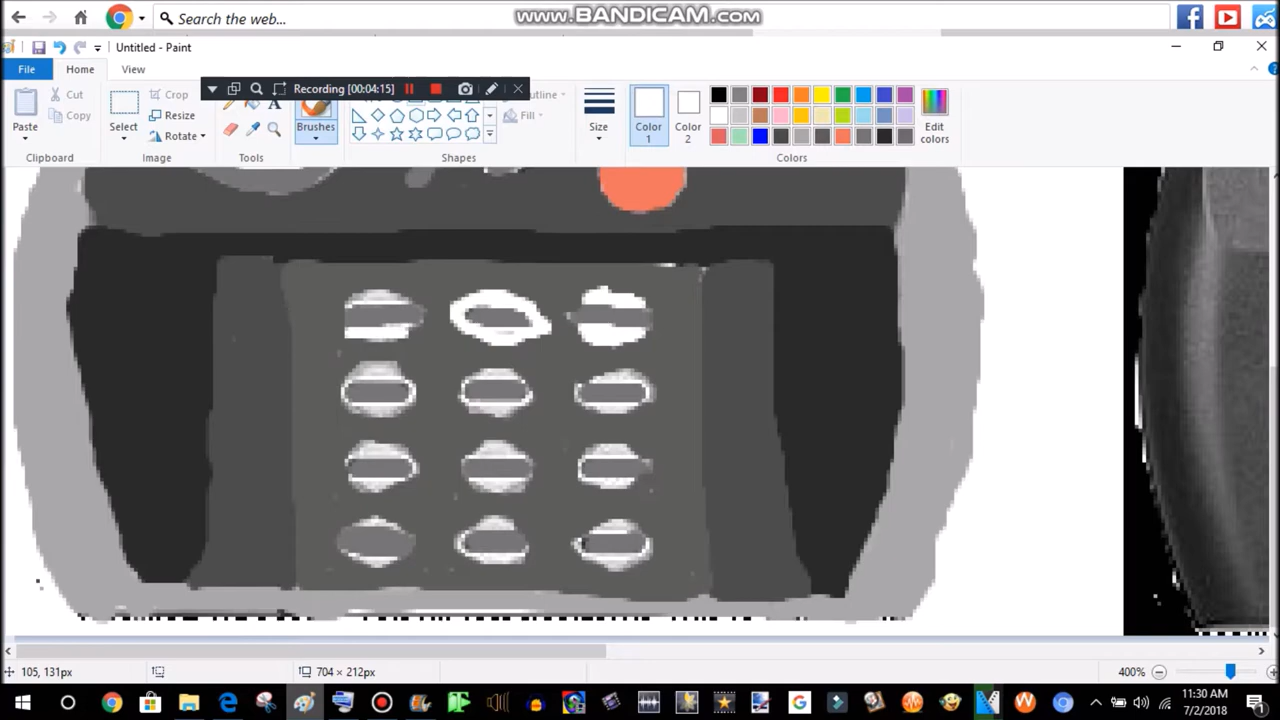 www.BANDICAM.com
Search the web...
Untitled - Paint
File Home View
Recording [00:04:15]
Cut
Copy
Paste
Clipboard
Crop
Resize
Rotate
Select
Image
Tools
Brushes
Outline
Fill
Shapes
Size
Color 1
Color 2
Edit colors
Colors
105, 131px
704 × 212px
400%
11:30 AM
7/2/2018